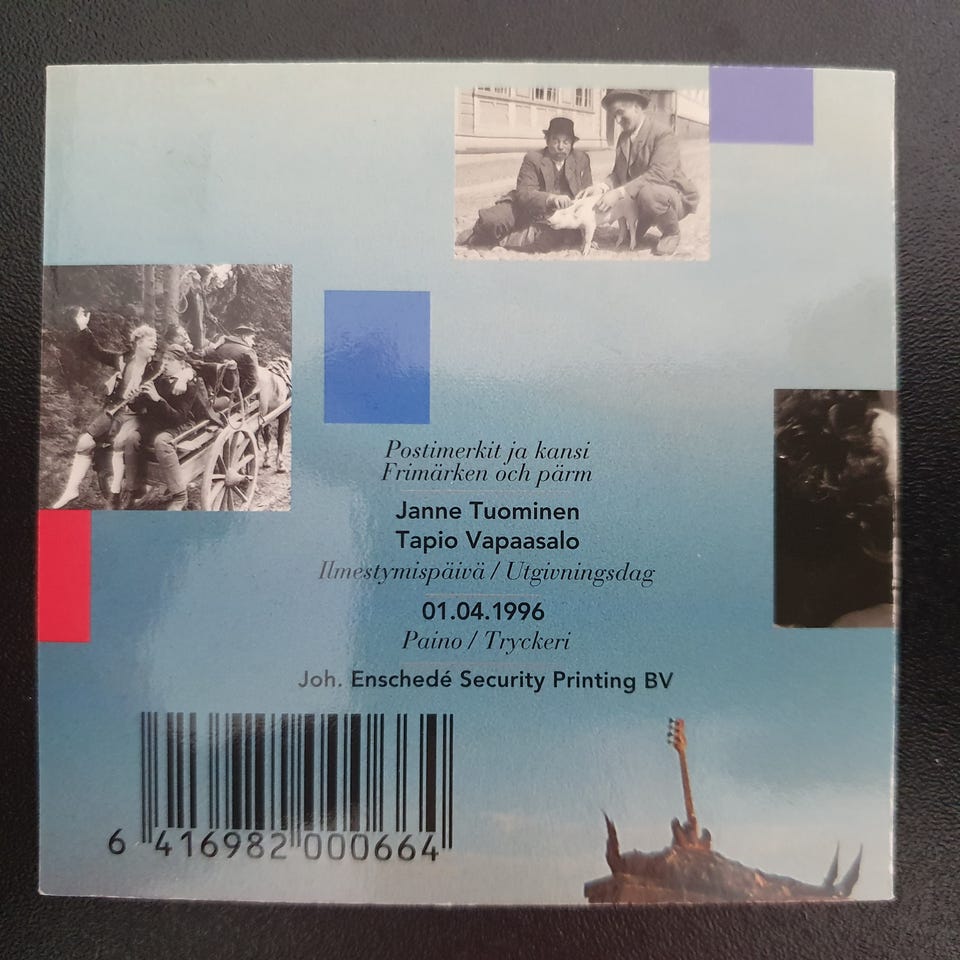 Postimerkit ja kansi
Frimärken och pärm
Janne Tuominen
Tapio Vapaasalo
Ilmestymispäivä / Utgivningsdag
01.04.1996
Paino / Tryckeri
Joh. Enschedé Security Printing BV
6 416982 000664